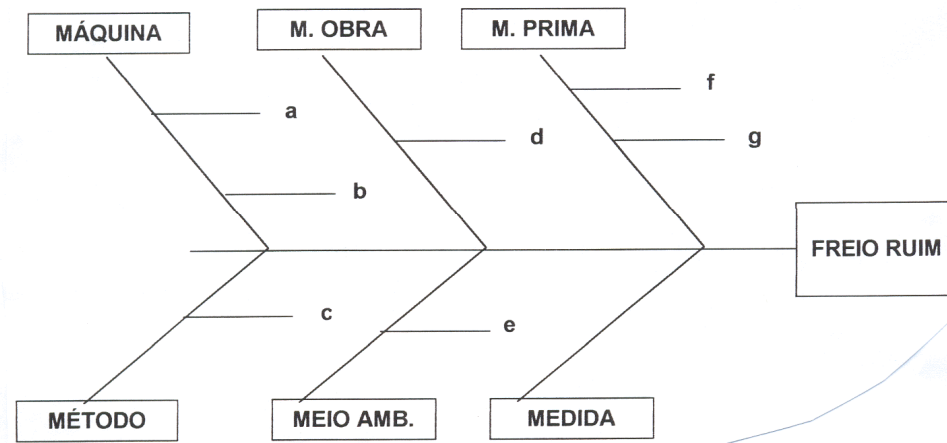 MÁQUINA
M. OBRA
M. PRIMA
a
f
d
g
b
FREIO RUIM
c
e
MÉTODO
MEIO AMB.
MEDIDA